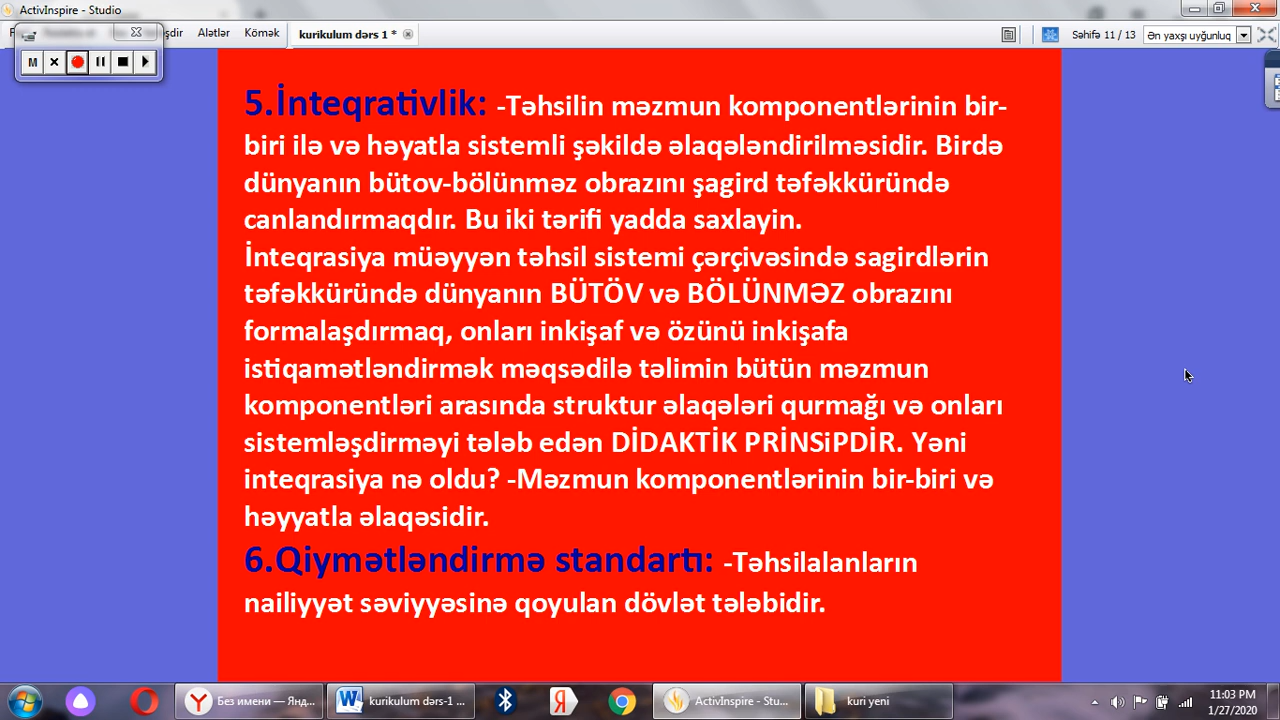 ActivInspire - Studio
Alətlər Kömək kurikulum dərs 1 * Səhifə 11 / 13 Ən yaxşı uyğunluq
M
5.İnteqrativlik: -Təhsilin məzmun komponentlərinin bir-
biri ilə və həyatla sistemli şəkildə əlaqələndirilməsidir. Birdə
dünyanın bütov-bölünməz obrazını şagird təfəkküründə
canlandırmaqdır. Bu iki tərifi yadda saxlayin.
İnteqrasiya müəyyən təhsil sistemi çərçivəsində sagirdlərin
təfəkküründə dünyanın BÜTÖV və BÖLÜNMƏZ obrazını
formalaşdırmaq, onları inkişaf və özünü inkişafa
istiqamətləndirmək məqsədilə təlimin bütün məzmun
komponentləri arasında struktur əlaqələri qurmağı və onları
sistemləşdirməyi tələb edən DİDAKTİK PRİNSiPDİR. Yəni
inteqrasiya nə oldu? -Məzmun komponentlərinin bir-biri və
həyyatla əlaqəsidir.
6.Qiymətləndirmə standartı: -Təhsilalanların
nailiyyət səviyyəsinə qoyulan dövlət tələbidir.
Без имени — Янд... kurikulum dərs-1 ... ActivInspire - Stu... kuri yeni
11:03 PM
1/27/2020